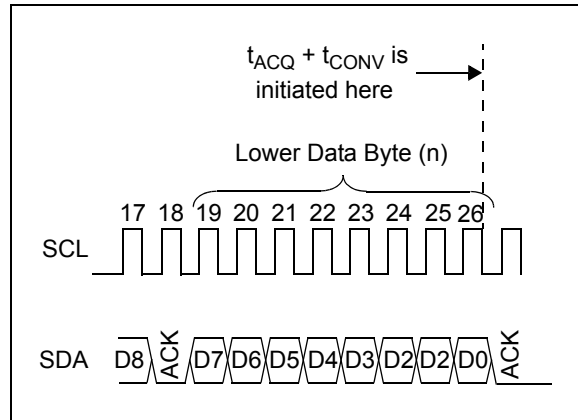 tACQ + tCONV is
initiated here
Lower Data Byte (n)
17 18 19 20 21 22 23 24 25 26
SCL
SDA D8 ACK D7 D6 D5 D4 D3 D2 D2 D0 ACK